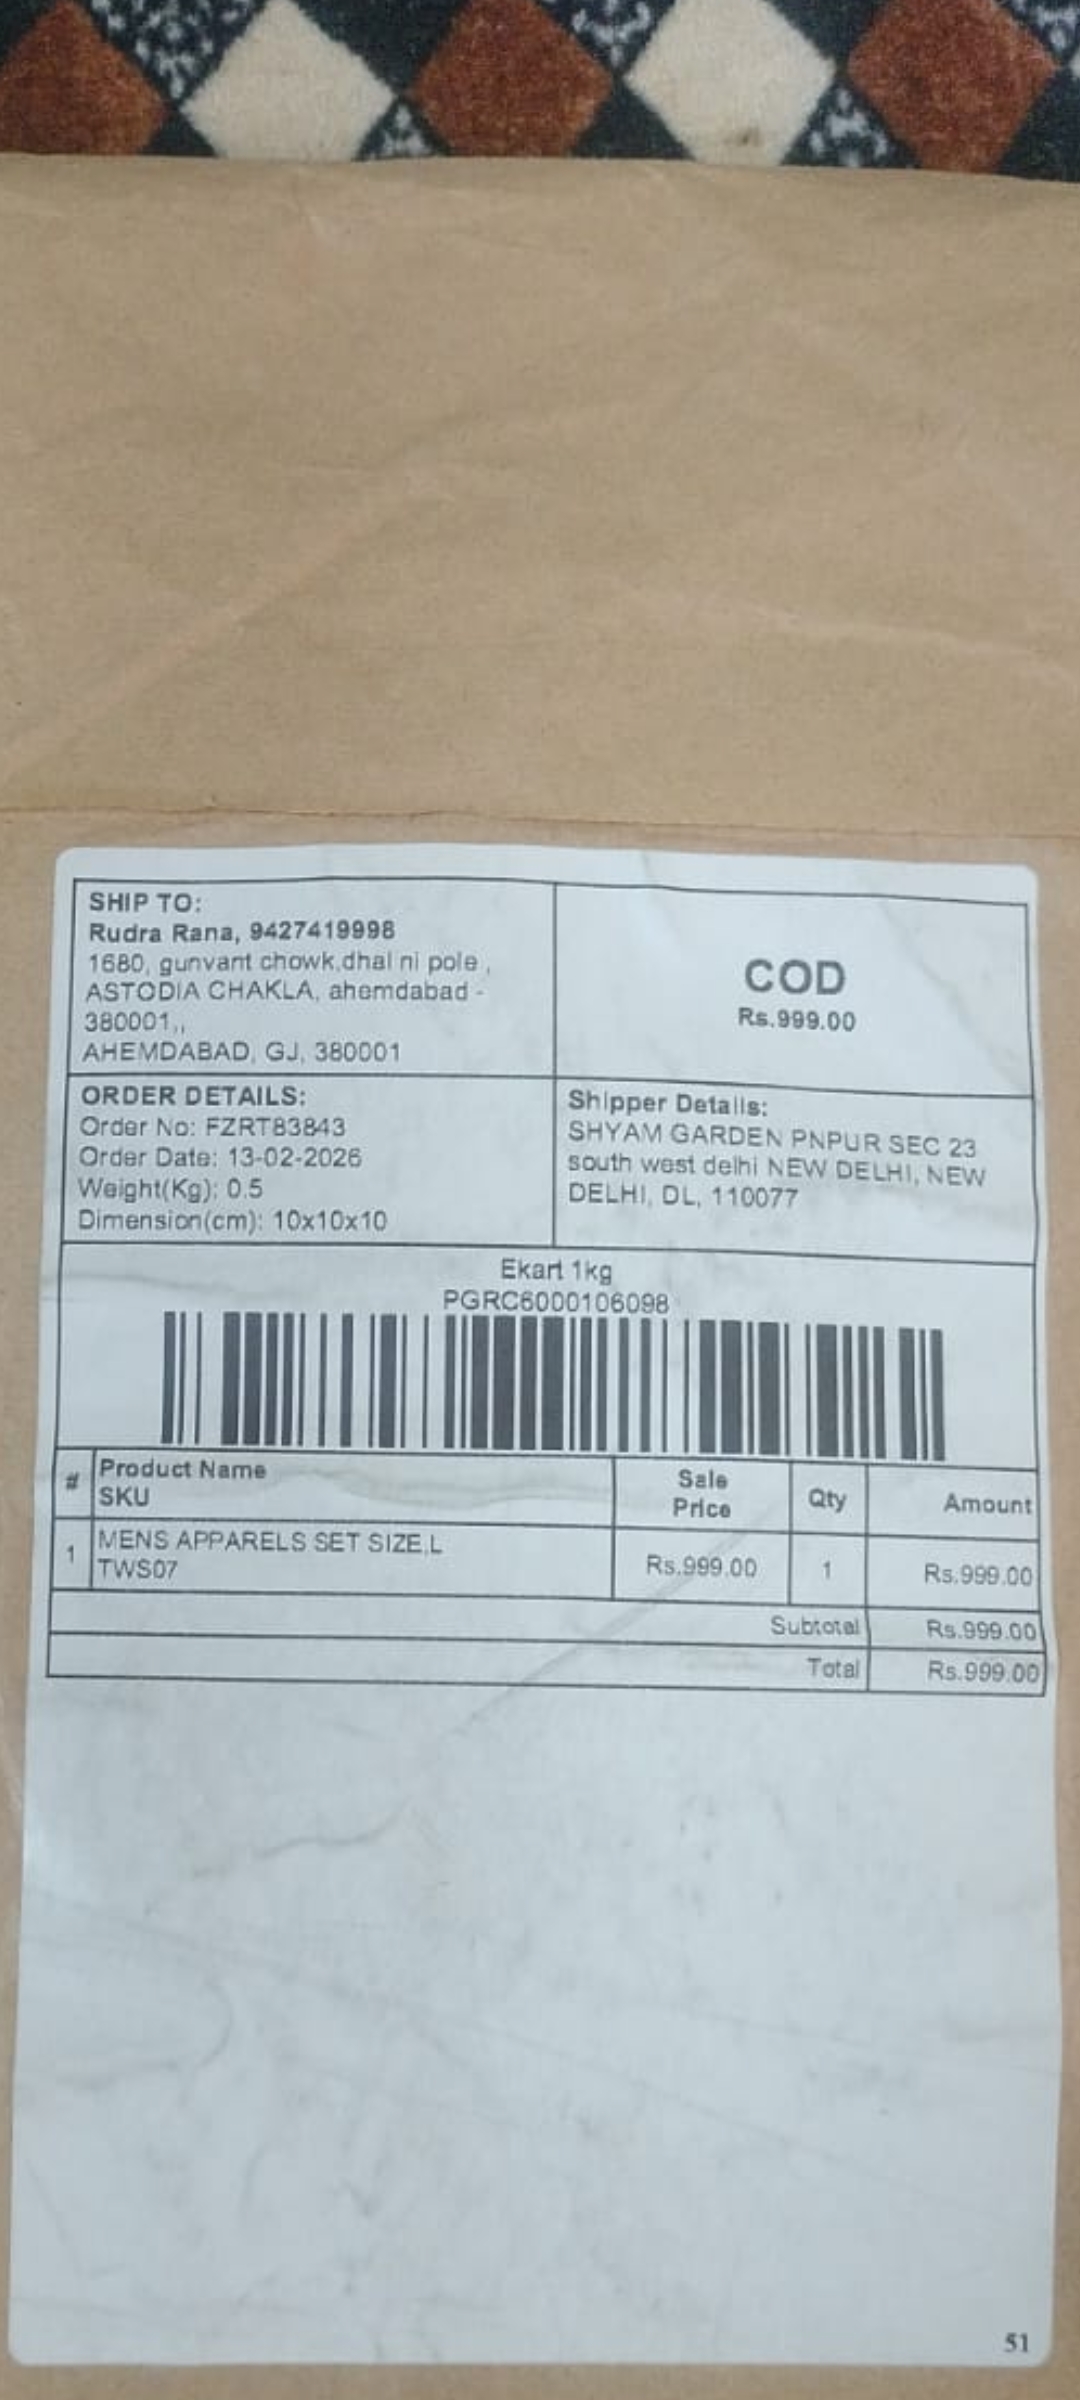 SHIP TO:
Rudra Rana, 9427419998
1680, gunvant chowk,dhal ni pole ,
ASTODIA CHAKLA, ahemdabad -
380001,,
AHEMDABAD, GJ, 380001
COD
Rs.999.00
ORDER DETAILS:
Order No: FZRT83843
Order Date: 13-02-2026
Weight(Kg): 0.5
Dimension(cm): 10x10x10
Shipper Details:
SHYAM GARDEN PNPUR SEC 23
south west delhi NEW DELHI, NEW
DELHI, DL, 110077
Ekart 1kg
PGRC6000106098
# Product Name SKU Sale Price Qty Amount
1 MENS APPARELS SET SIZE,L TWS07 Rs.999.00 1 Rs.999.00
Subtotal Rs.999.00
Total Rs.999.00
51